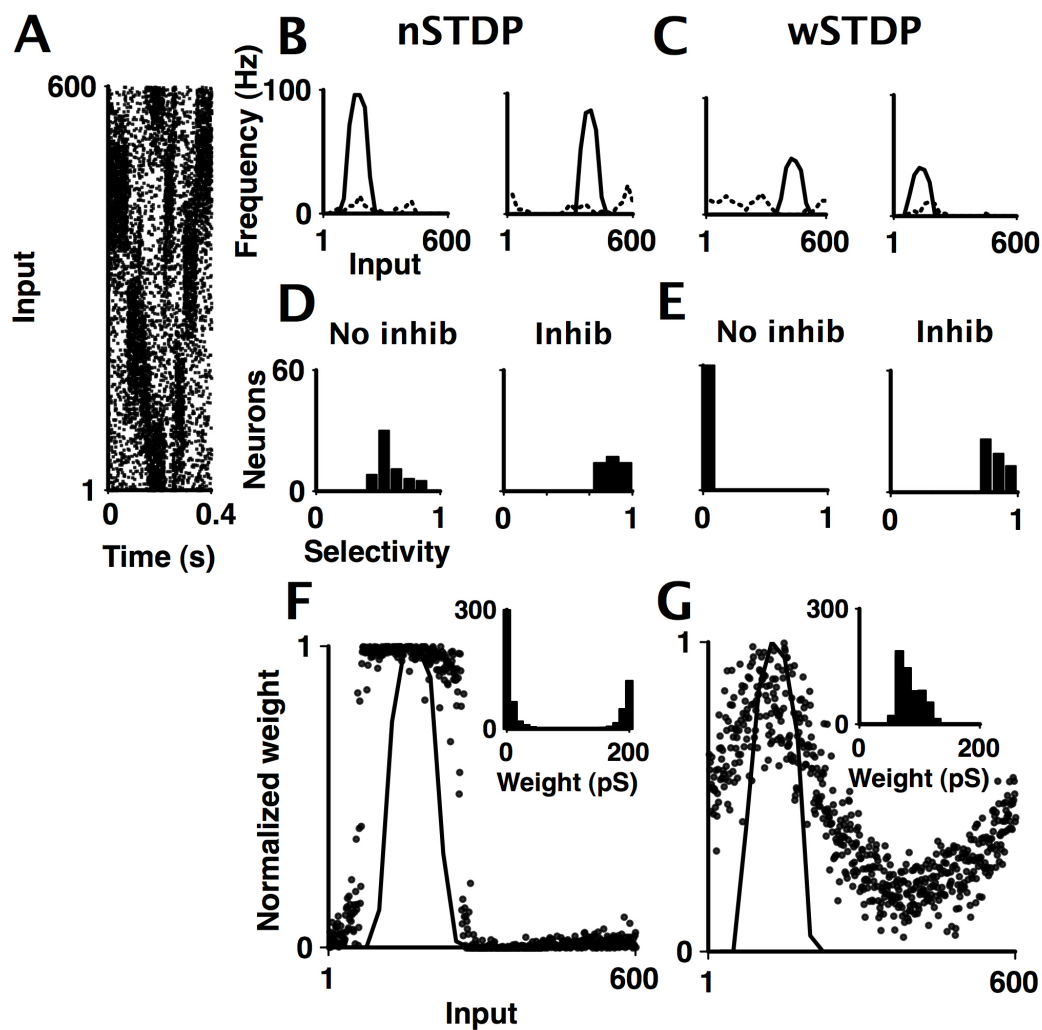 A
B nSTDP
C wSTDP
600
1
Input
0 0.4
Time (s)
Frequency (Hz)
100
0
1 600
1 600
1 600
1 600
Input
D
E
No inhib
Inhib
No inhib
Inhib
Neurons
60
0
0 1
0 1
0 1
0 1
Selectivity
F
G
Normalized weight
1
0
1 600
Input
300
0
0 200
Weight (pS)
1
0
1 600
300
0
0 200
Weight (pS)